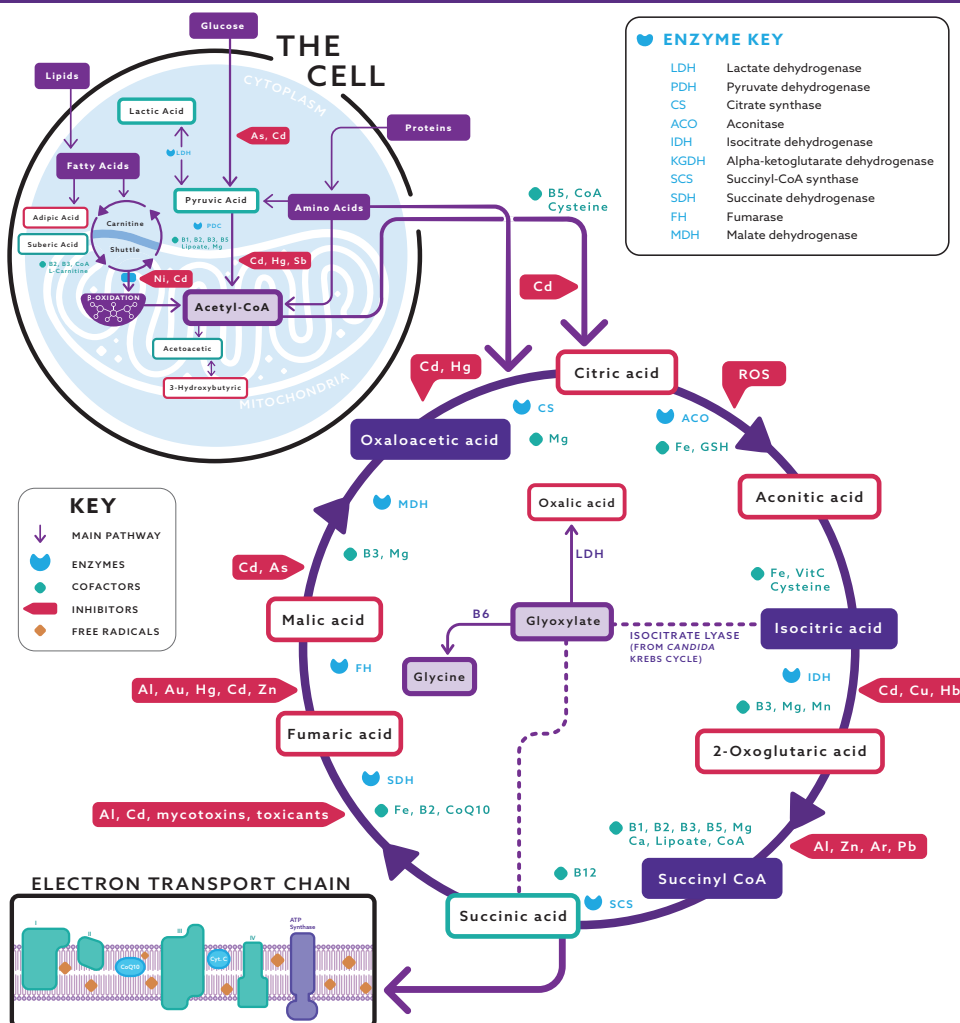 Glucose
THE
CELL
Lipids
CYTOPLASM
Lactic Acid
As, Cd
Proteins
LDH
Fatty Acids
Pyruvic Acid
Amino Acids
B5, CoA
Cysteine
Adipic Acid
Carnitine
Suberic Acid
Shuttle
PDC
B1, B2, B3, B5
Lipoate, Mg
B2, B3, CoA
L-Carnitine
Cd, Hg, Sb
Ni, Cd
Cd
β-OXIDATION
Acetyl-CoA
Acetoacetic
3-Hydroxybutyric
MITOCHONDRIA
ENZYME KEY
LDH Lactate dehydrogenase
PDH Pyruvate dehydrogenase
CS Citrate synthase
ACO Aconitase
IDH Isocitrate dehydrogenase
KGDH Alpha-ketoglutarate dehydrogenase
SCS Succinyl-CoA synthase
SDH Succinate dehydrogenase
FH Fumarase
MDH Malate dehydrogenase
Cd, Hg
Citric acid
ROS
CS
ACO
Oxaloacetic acid
Mg
Fe, GSH
KEY
MAIN PATHWAY
ENZYMES
COFACTORS
INHIBITORS
FREE RADICALS
MDH
Oxalic acid
Aconitic acid
B3, Mg
LDH
Cd, As
Fe, VitC
Cysteine
Malic acid
B6
Glyoxylate
ISOCITRATE LYASE
(FROM CANDIDA
KREBS CYCLE)
Isocitric acid
FH
Glycine
IDH
Al, Au, Hg, Cd, Zn
Cd, Cu, Hb
B3, Mg, Mn
Fumaric acid
2-Oxoglutaric acid
SDH
Fe, B2, CoQ10
Al, Cd, mycotoxins, toxicants
B1, B2, B3, B5, Mg
Ca, Lipoate, CoA
Al, Zn, Ar, Pb
B12
Succinyl CoA
SCS
Succinic acid
ELECTRON TRANSPORT CHAIN
I
II
III
IV
ATP
Synthase
CoQ10
Cyt. C